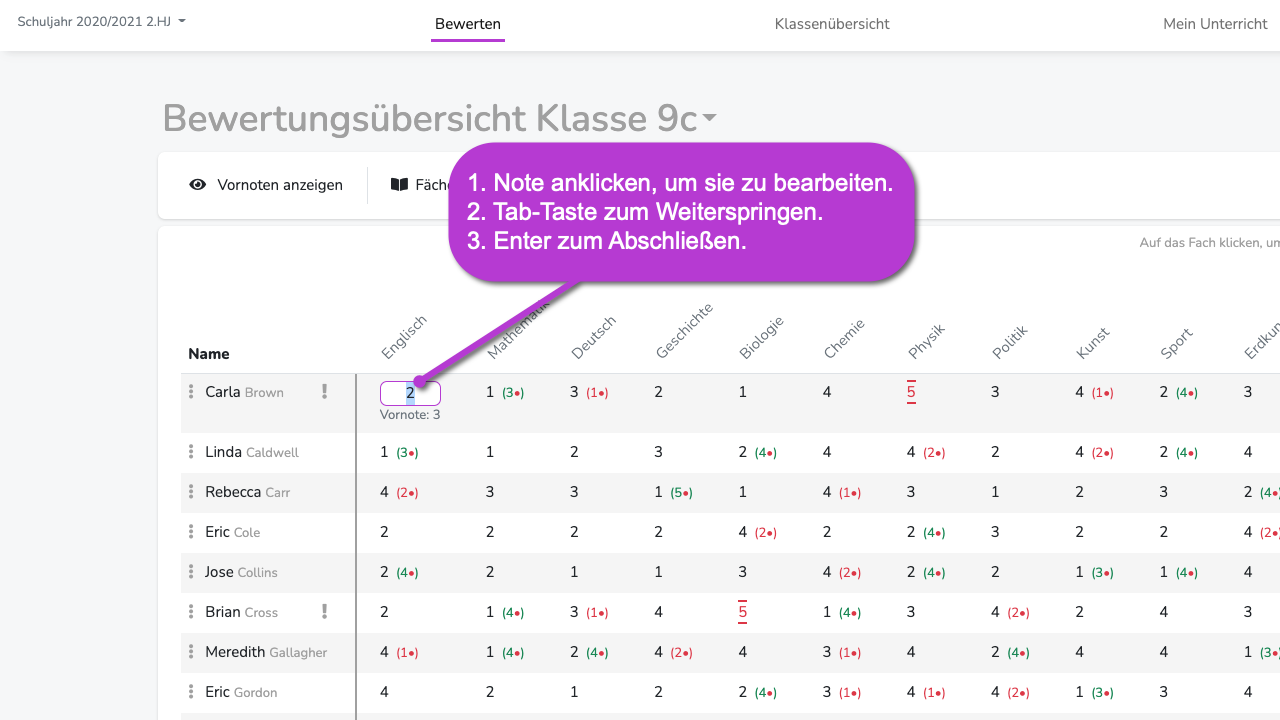 Schuljahr 2020/2021 2.HJ
Bewerten
Klassenübersicht
Mein Unterricht
Bewertungsübersicht Klasse 9c
Vornoten anzeigen
1. Note anklicken, um sie zu bearbeiten.
2. Tab-Taste zum Weiterspringen.
3. Enter zum Abschließen.
Auf das Fach klicken,
Name Englisch Mathematik Deutsch Geschichte Biologie Chemie Physik Politik Kunst Sport
Carla Brown ! 2 1 (3•) 3 (1•) 2 1 4 5 3 4 (1•) 2 (4•) 3
Vornote: 3
Linda Caldwell 1 (3•) 1 2 3 2 (4•) 4 4 (2•) 2 4 (2•) 2 (4•) 4
Rebecca Carr 4 (2•) 3 3 1 (5•) 1 4 (1•) 3 1 2 3 2 (4•
Eric Cole 2 2 2 2 4 (2•) 2 2 (4•) 3 2 2 4 (2•
Jose Collins 2 (4•) 2 1 1 3 4 (2•) 2 (4•) 2 1 (3•) 1 (4•) 4
Brian Cross ! 2 1 (4•) 3 (1•) 4 5 1 (4•) 3 4 (2•) 2 4 3
Meredith Gallagher 4 (1•) 1 (4•) 2 (4•) 4 (2•) 4 3 (1•) 4 2 (4•) 4 4 1 (3•
Eric Gordon 4 2 1 2 2 (4•) 3 (1•) 4 (1•) 4 (2•) 1 (3•) 3 4